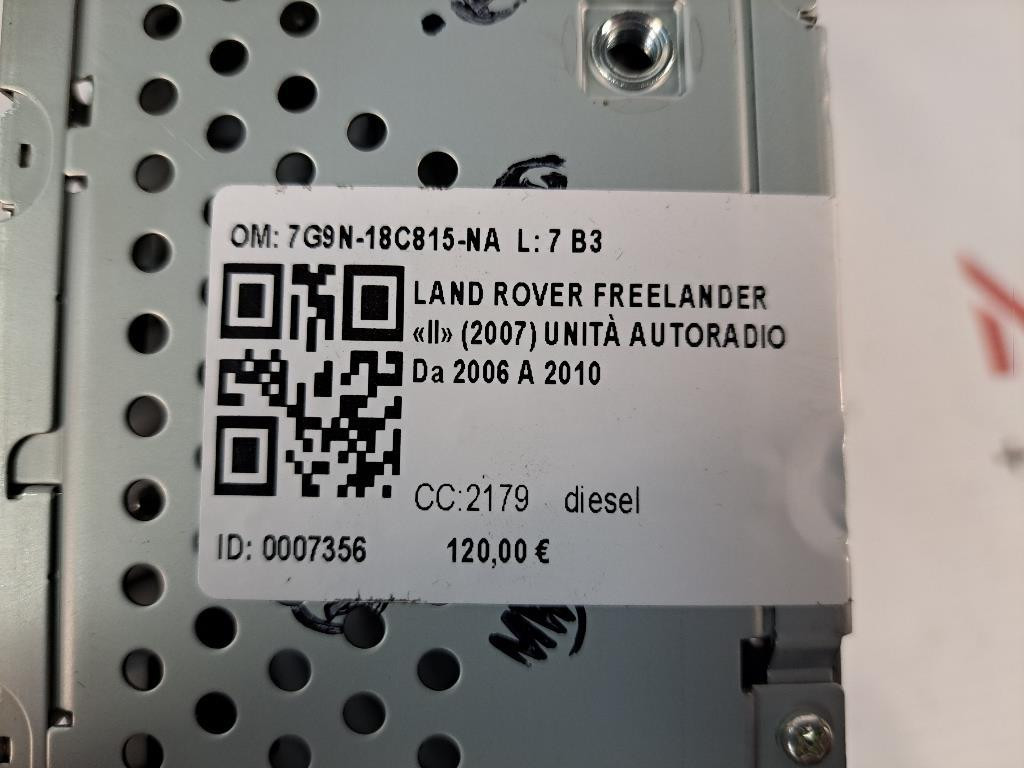 OM: 7G9N-18C815-NA L: 7 B3
LAND ROVER FREELANDER
«II» (2007) UNITÀ AUTORADIO
Da 2006 A 2010
CC:2179 diesel
ID: 0007356 120,00 €